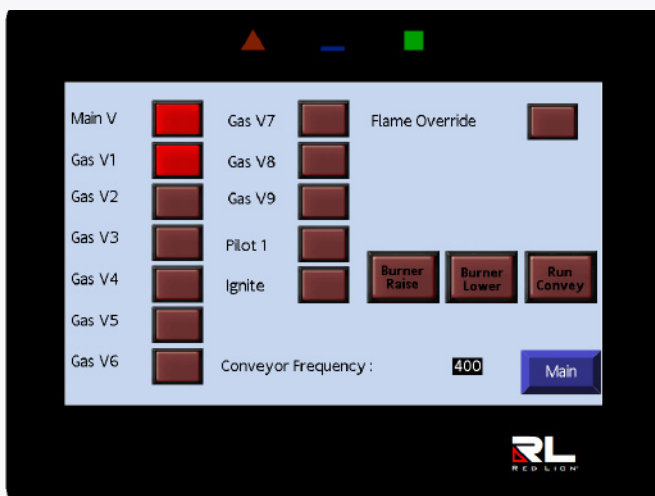 Main V
Gas V1
Gas V2
Gas V3
Gas V4
Gas V5
Gas V6
Gas V7
Gas V8
Gas V9
Pilot 1
Ignite
Flame Override
Burner
Raise
Burner
Lower
Run
Convey
Conveyor Frequency :
400
Main
RL
RED LION